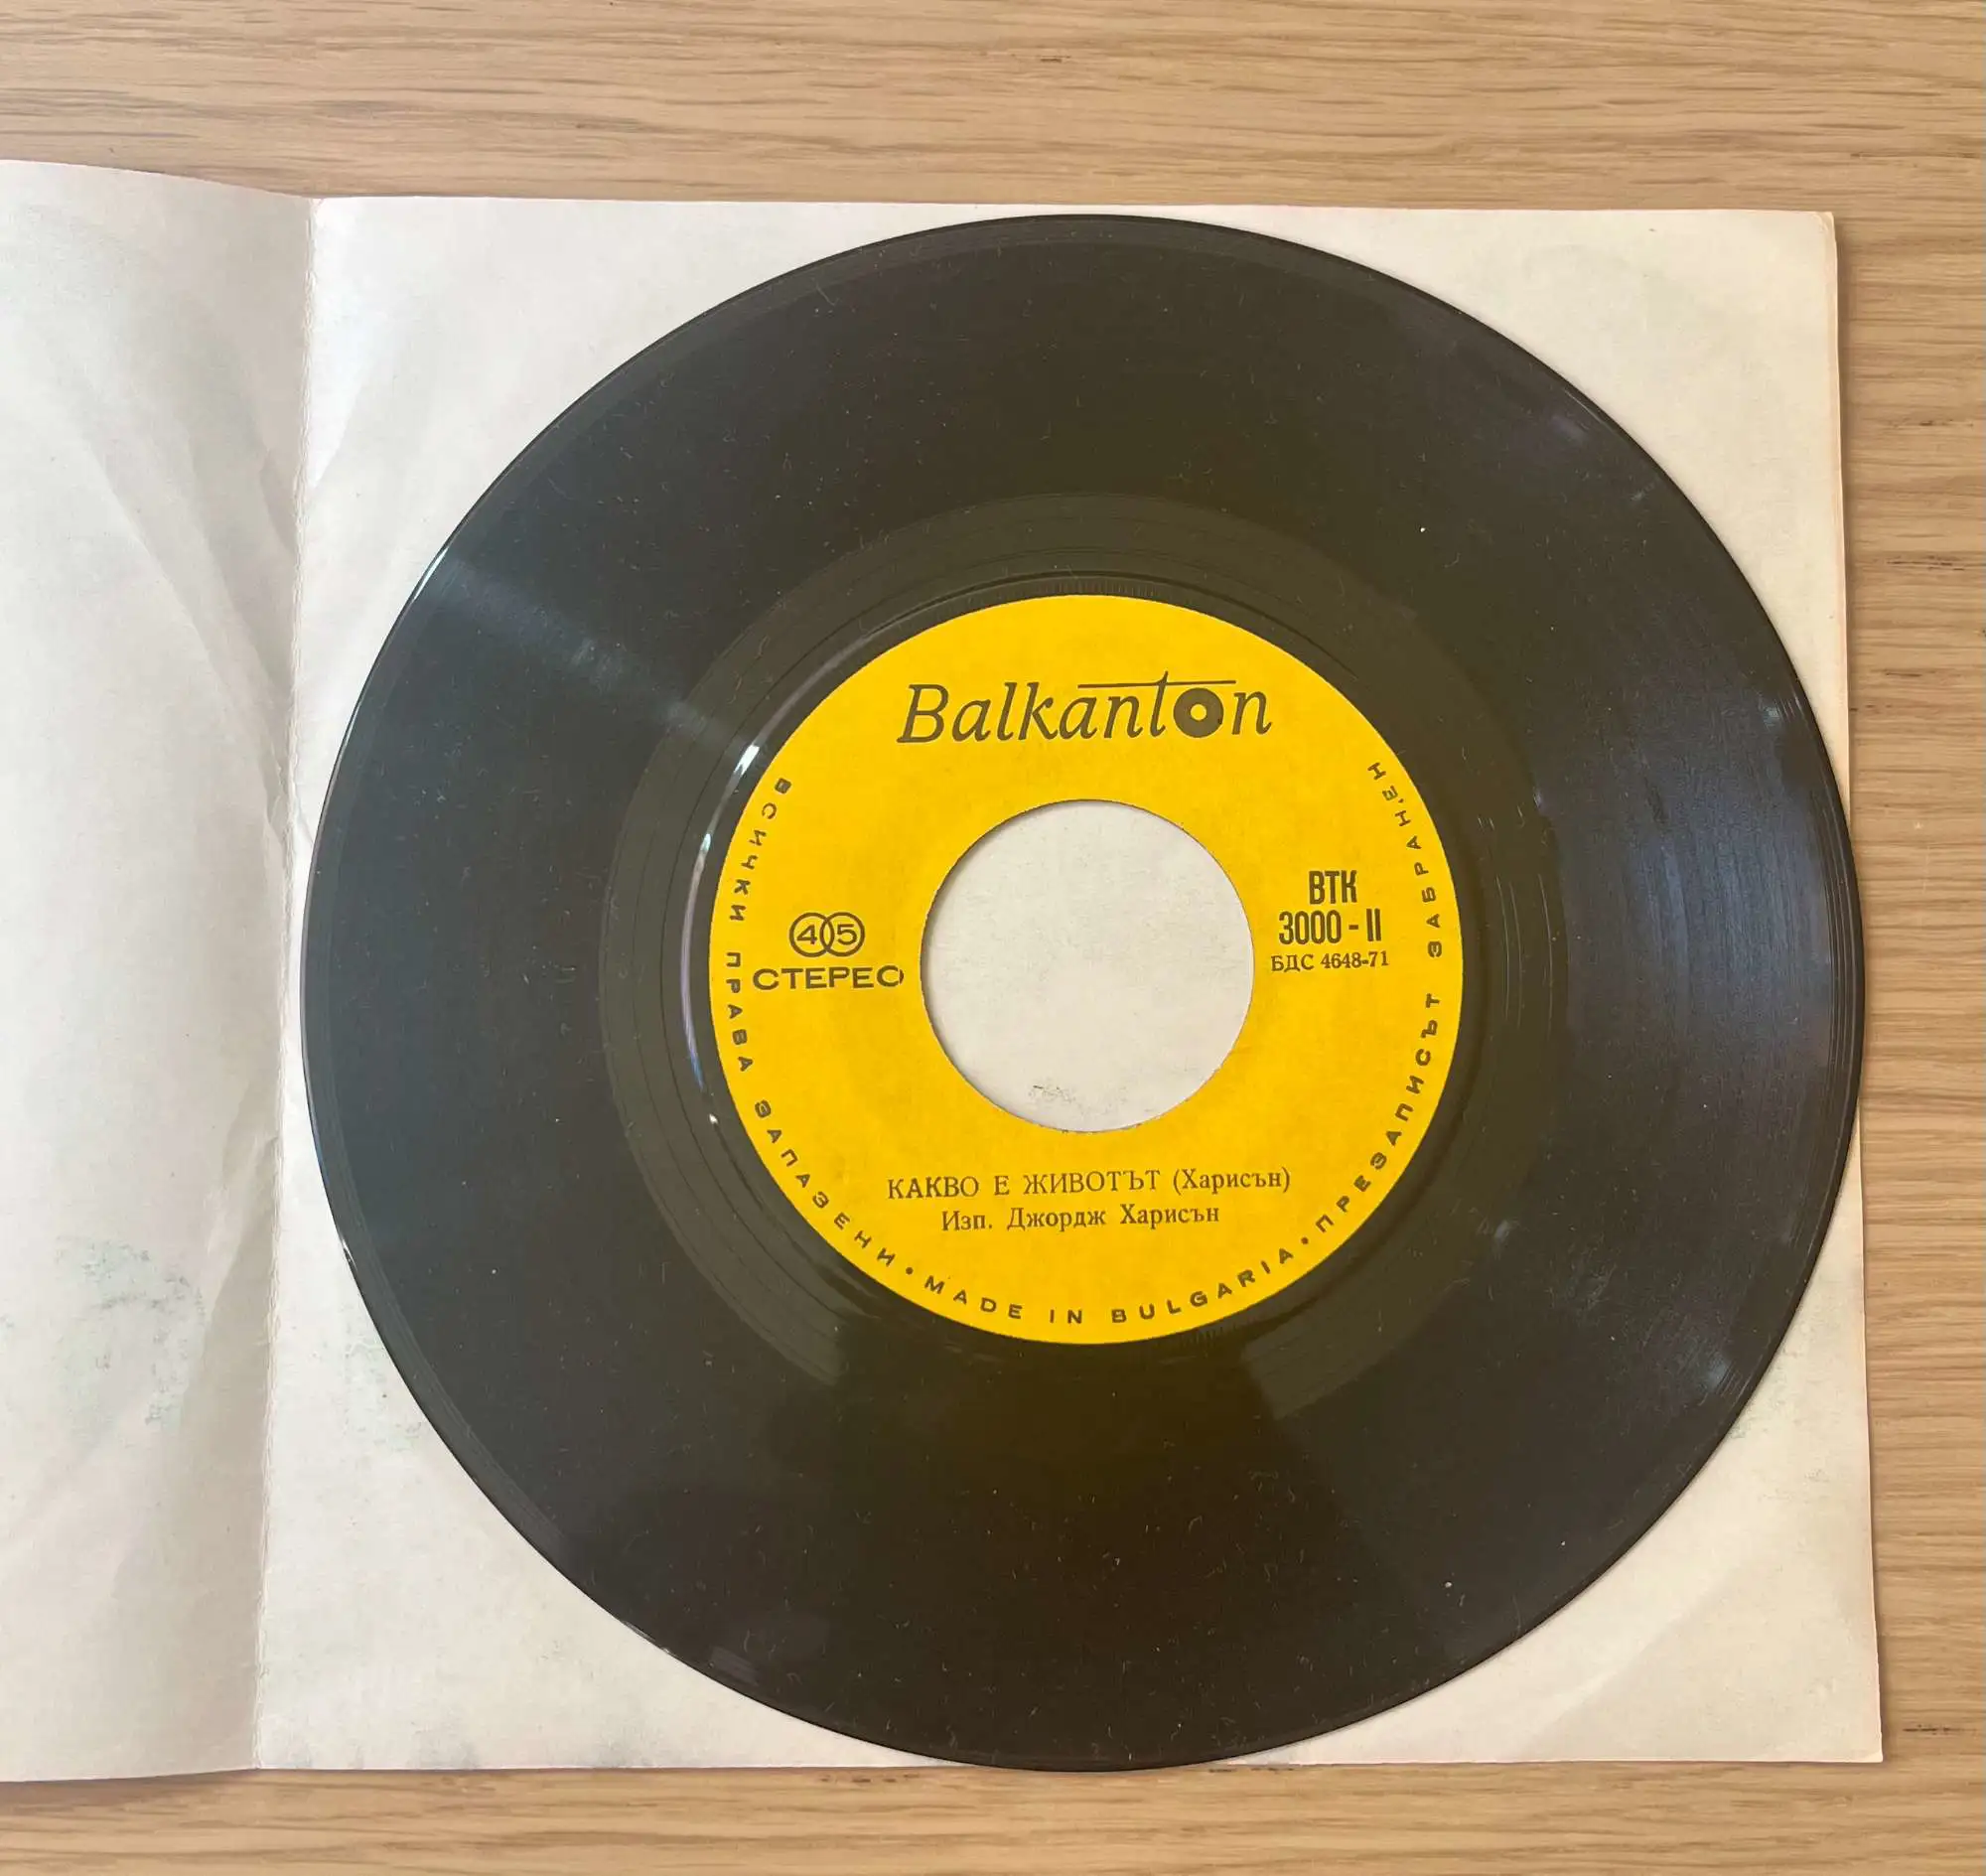 Balkanton
45
СТЕРЕО
ВТК
3000 - II
БДС 4648-71
КАКВО Е ЖИВОТЪТ (Харисън)
Изп. Джордж Харисън
ВСИЧКИ ПРАВА ЗАПАЗЕНИ • MADE IN BULGARIA • ПРЕЗАПИСЪТ ЗАБРАНЕН